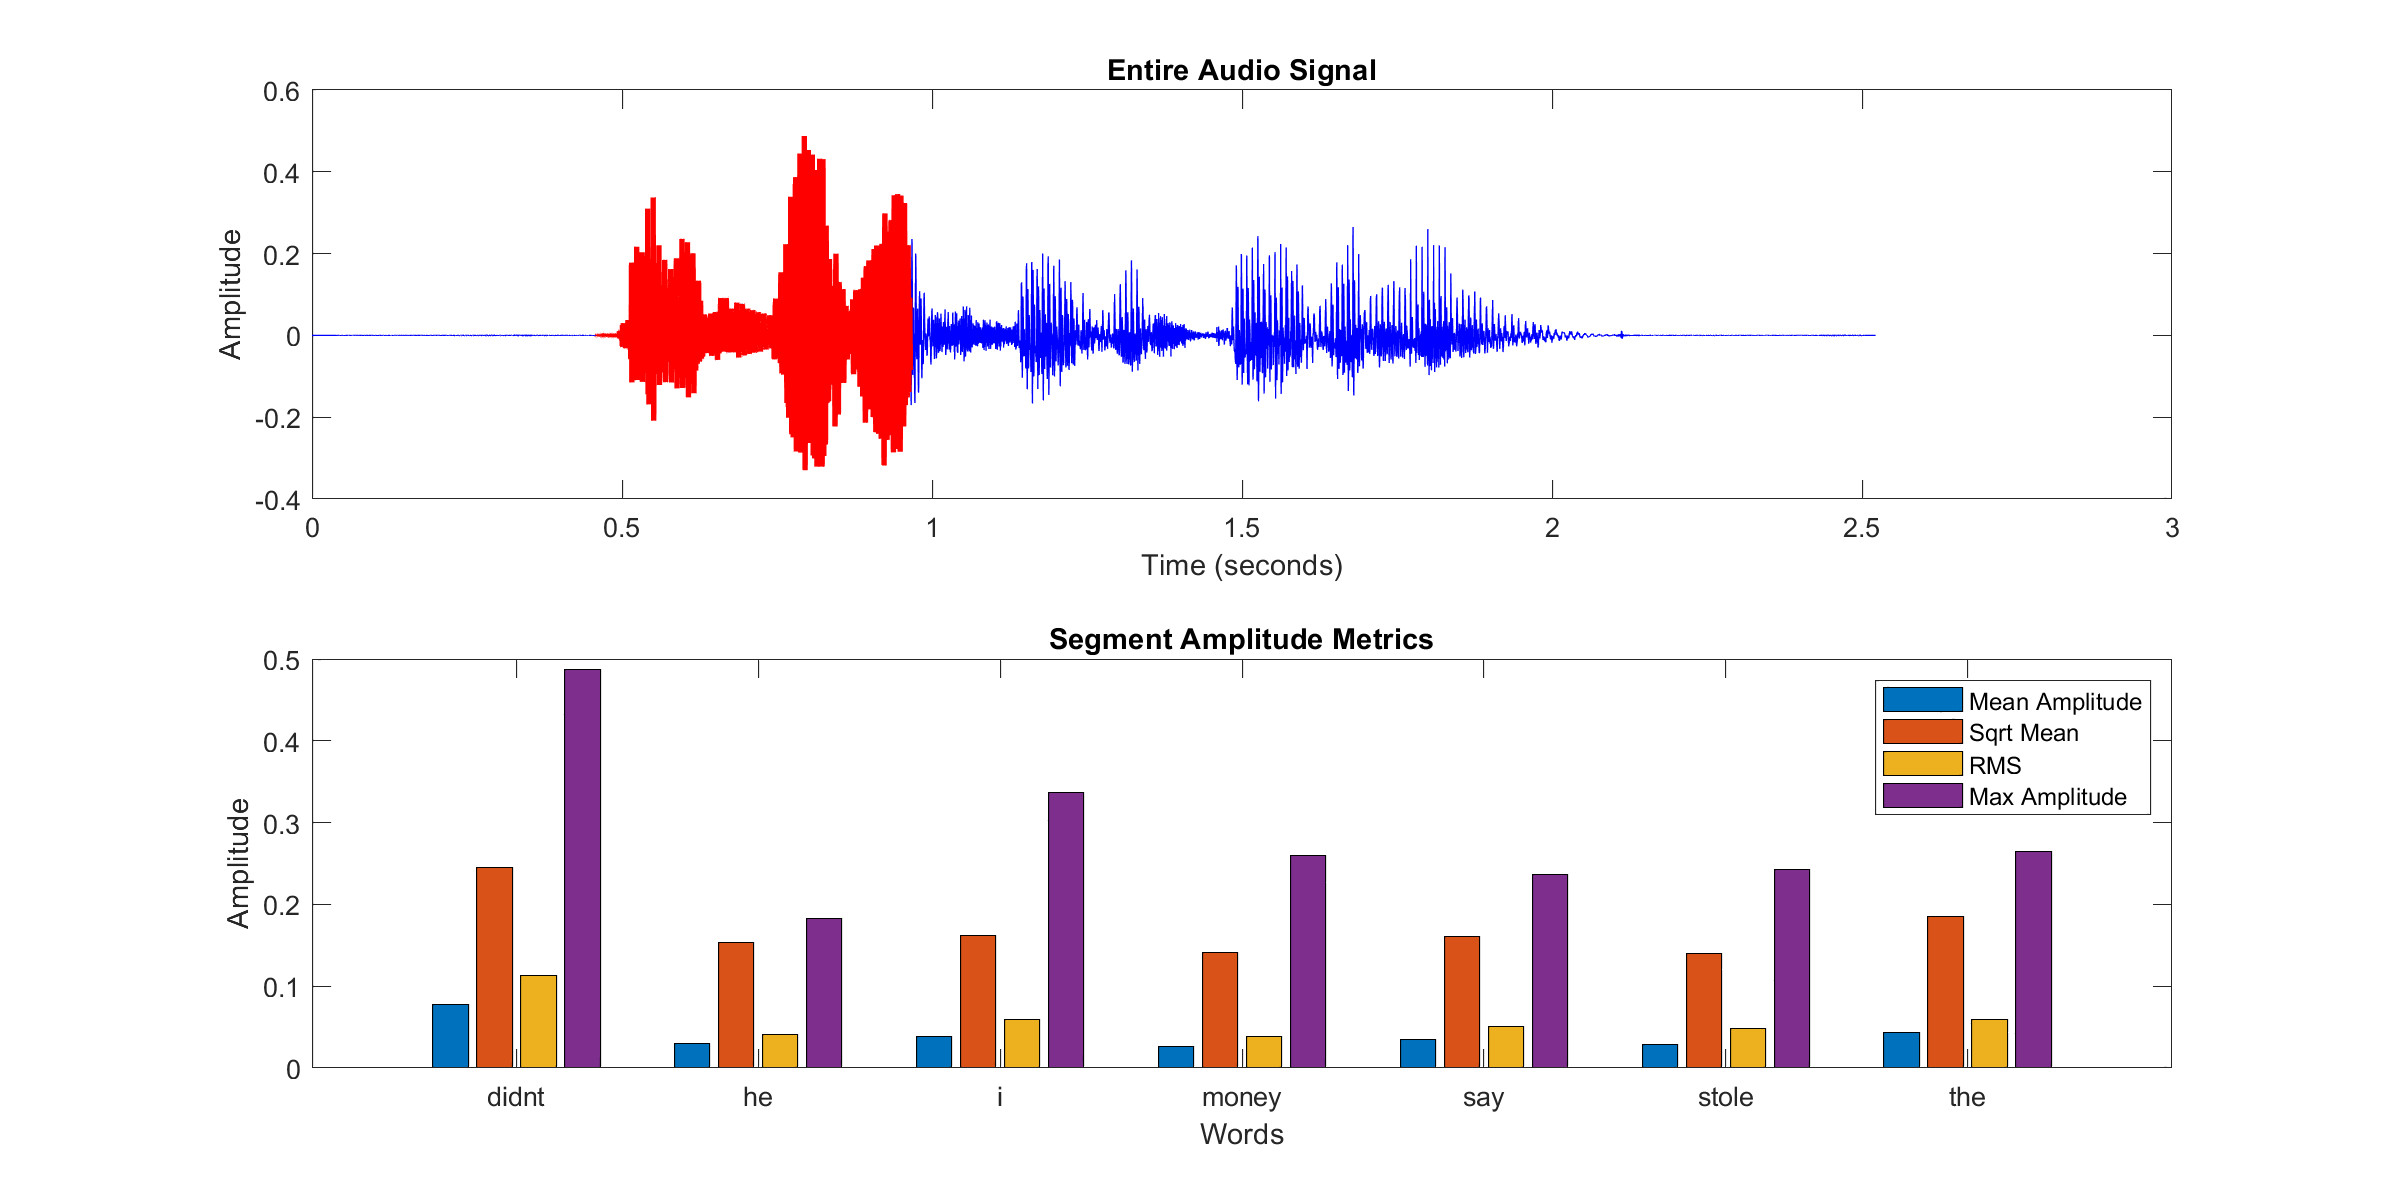 Entire Audio Signal
0.6
0.4
0.2
0
-0.2
-0.4
Amplitude
0 0.5 1 1.5 2 2.5 3
Time (seconds)
Segment Amplitude Metrics
0.5
0.4
0.3
0.2
0.1
0
Amplitude
Mean Amplitude
Sqrt Mean
RMS
Max Amplitude
didnt he i money say stole the
Words